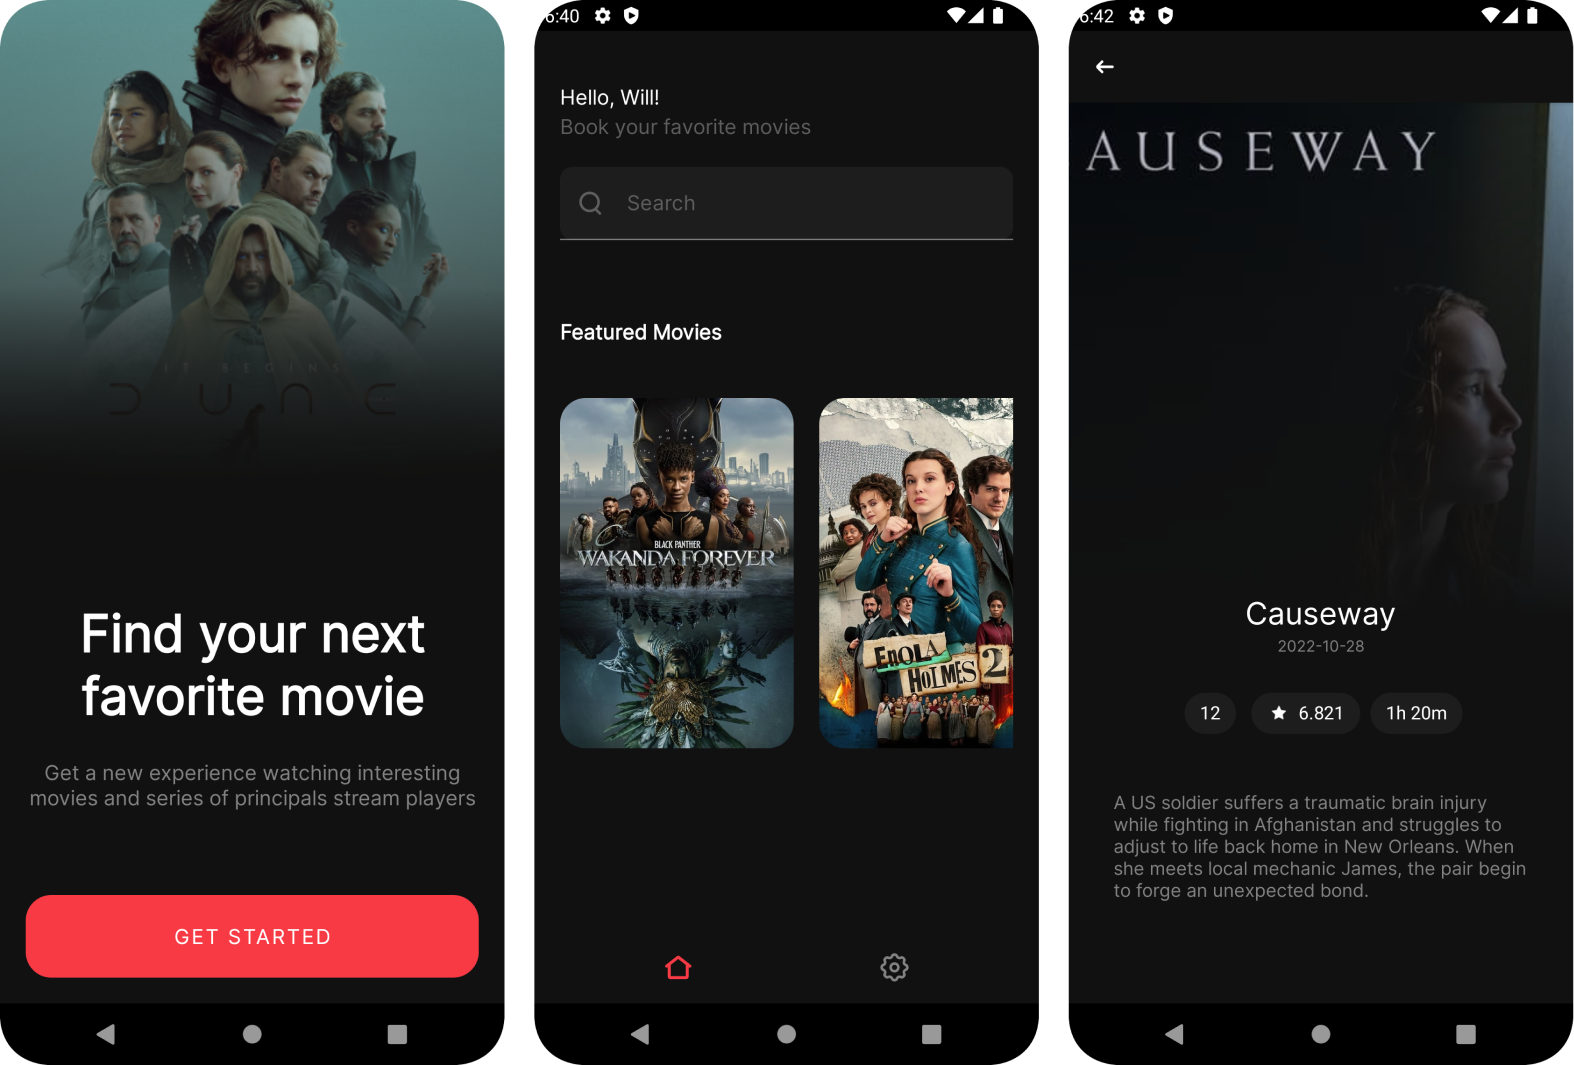 IT BEGINS
DUNE
Find your next
favorite movie
Get a new experience watching interesting
movies and series of principals stream players
GET STARTED
6:40
Hello, Will!
Book your favorite movies
Search
Featured Movies
BLACK PANTHER
WAKANDA FOREVER
ENOLA
HOLMES 2
6:42
AUSEWAY
Causeway
2022-10-28
12
6.821
1h 20m
A US soldier suffers a traumatic brain injury
while fighting in Afghanistan and struggles to
adjust to life back home in New Orleans. When
she meets local mechanic James, the pair begin
to forge an unexpected bond.